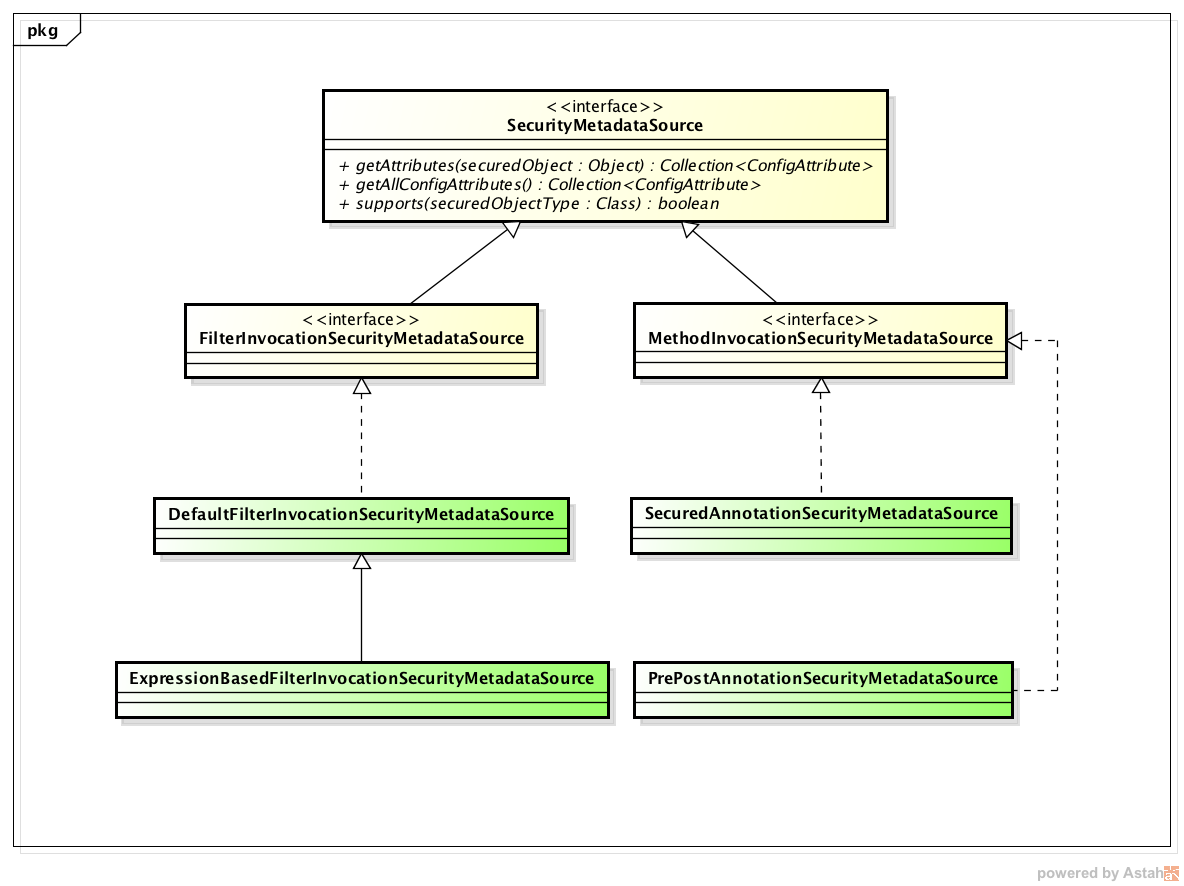 pkg
<<interface>>
SecurityMetadataSource
+ getAttributes(securedObject : Object) : Collection<ConfigAttribute>
+ getAllConfigAttributes() : Collection<ConfigAttribute>
+ supports(securedObjectType : Class) : boolean
<<interface>>
FilterInvocationSecurityMetadataSource
<<interface>>
MethodInvocationSecurityMetadataSource
DefaultFilterInvocationSecurityMetadataSource
SecuredAnnotationSecurityMetadataSource
ExpressionBasedFilterInvocationSecurityMetadataSource
PrePostAnnotationSecurityMetadataSource
powered by Astah